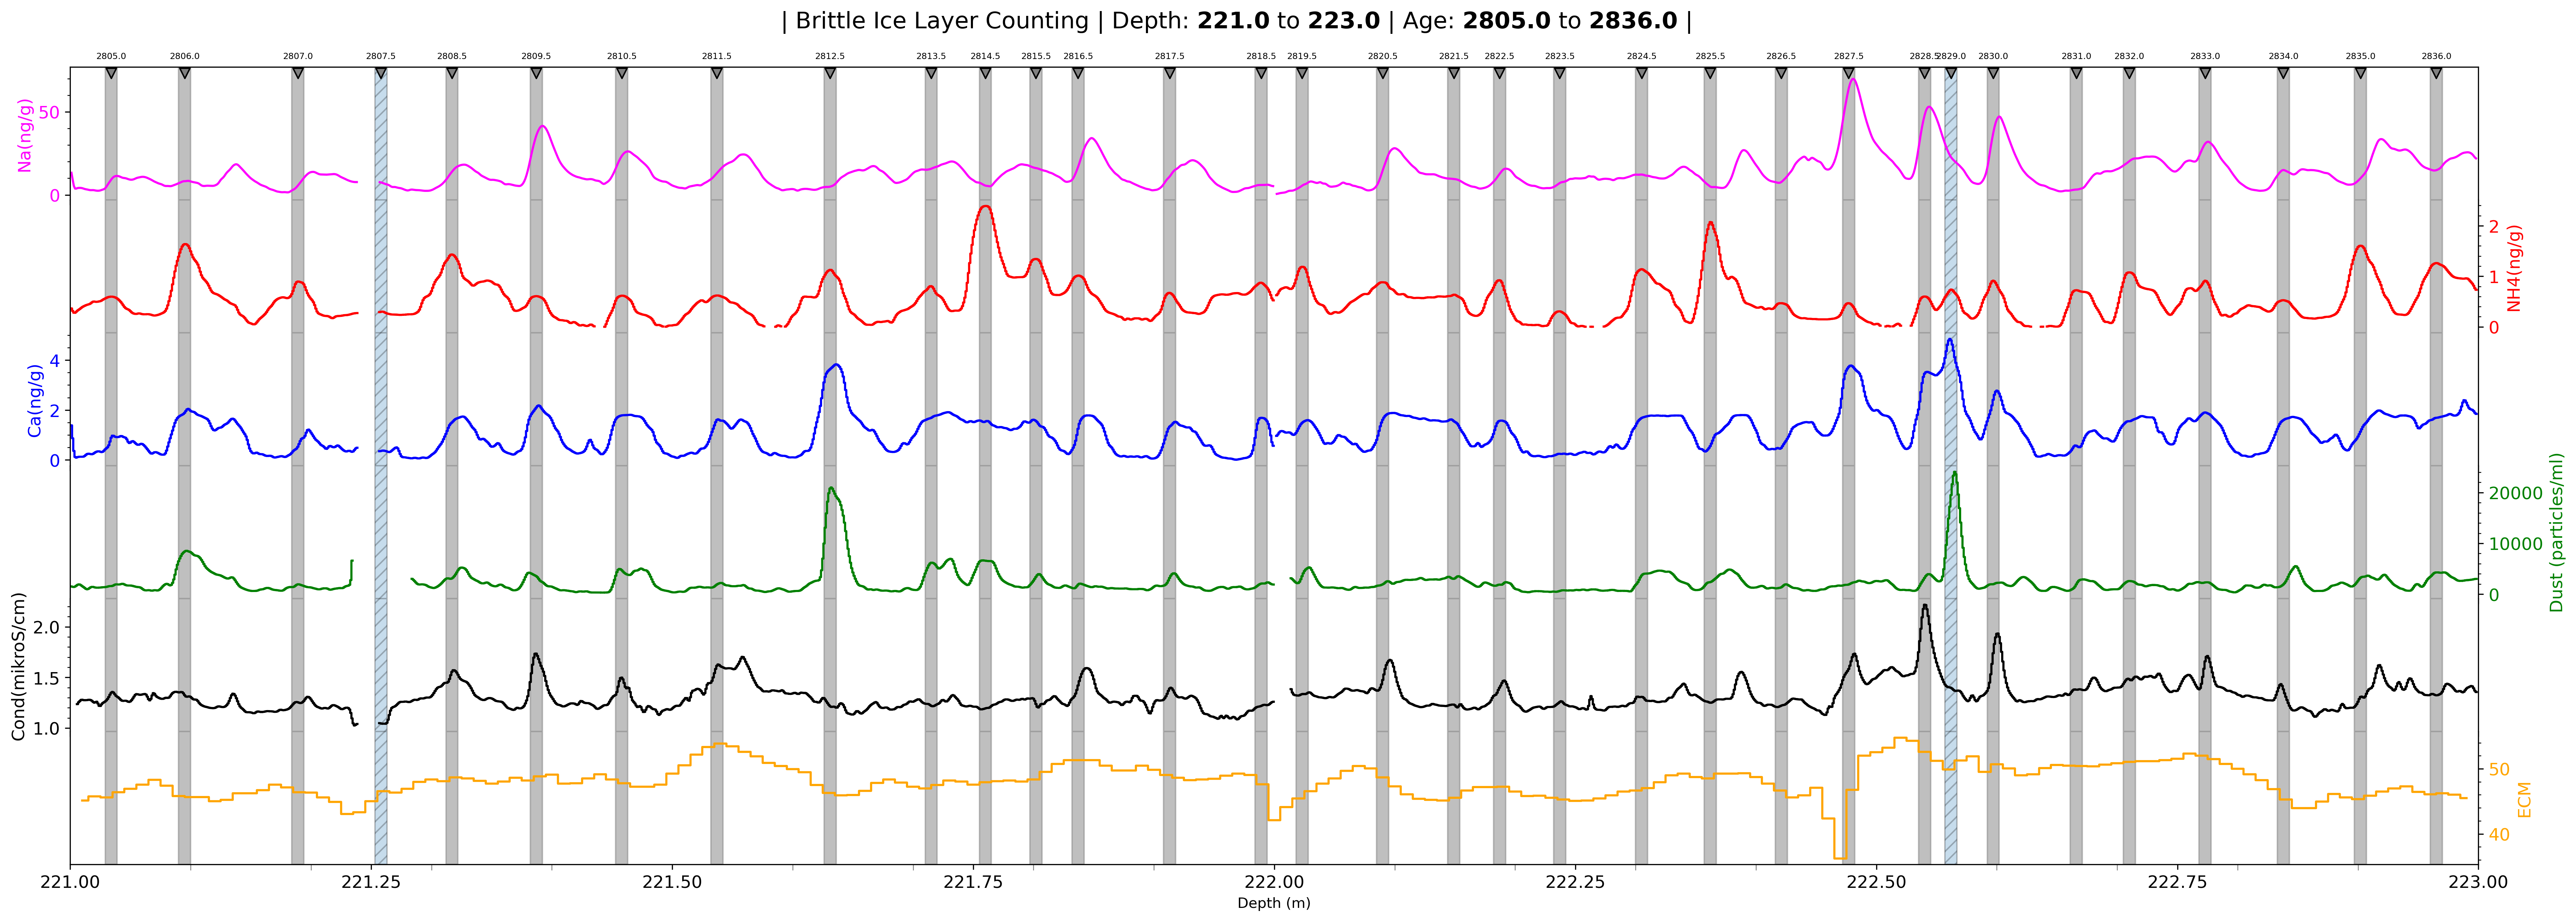 | Brittle Ice Layer Counting | Depth: 221.0 to 223.0 | Age: 2805.0 to 2836.0 |
2805.0 2806.0 2807.0 2807.5 2808.5 2809.5 2810.5 2811.5 2812.5 2813.5 2814.5 2815.5 2816.5 2817.5 2818.5 2819.5 2820.5 2821.5 2822.5 2823.5 2824.5 2825.5 2826.5 2827.5 2828.5 2829.0 2830.0 2831.0 2832.0 2833.0 2834.0 2835.0 2836.0
Na(ng/g)
50
0
2
1
0
NH4(ng/g)
Ca(ng/g)
4
2
0
20000
10000
0
Dust (particles/ml)
Cond(mikroS/cm)
2.0
1.5
1.0
50
40
ECM
221.00 221.25 221.50 221.75 222.00 222.25 222.50 222.75 223.00
Depth (m)